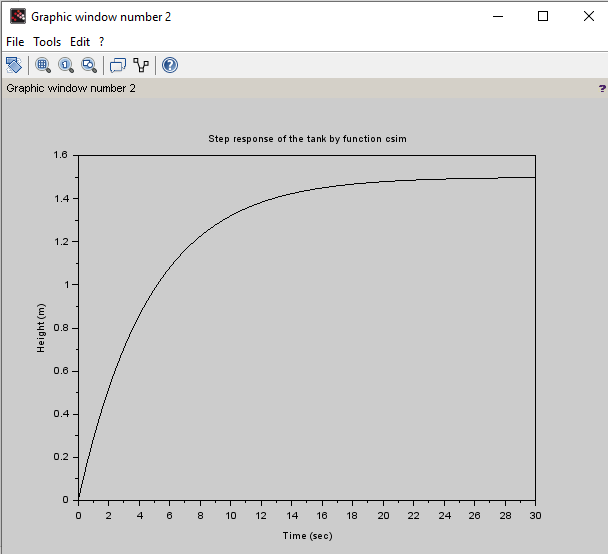 Graphic window number 2
File Tools Edit ?
Graphic window number 2 ?
Step response of the tank by function csim
1.6
1.4
1.2
1
0.8
0.6
0.4
0.2
0
Height (m)
0 2 4 6 8 10 12 14 16 18 20 22 24 26 28 30
Time (sec)